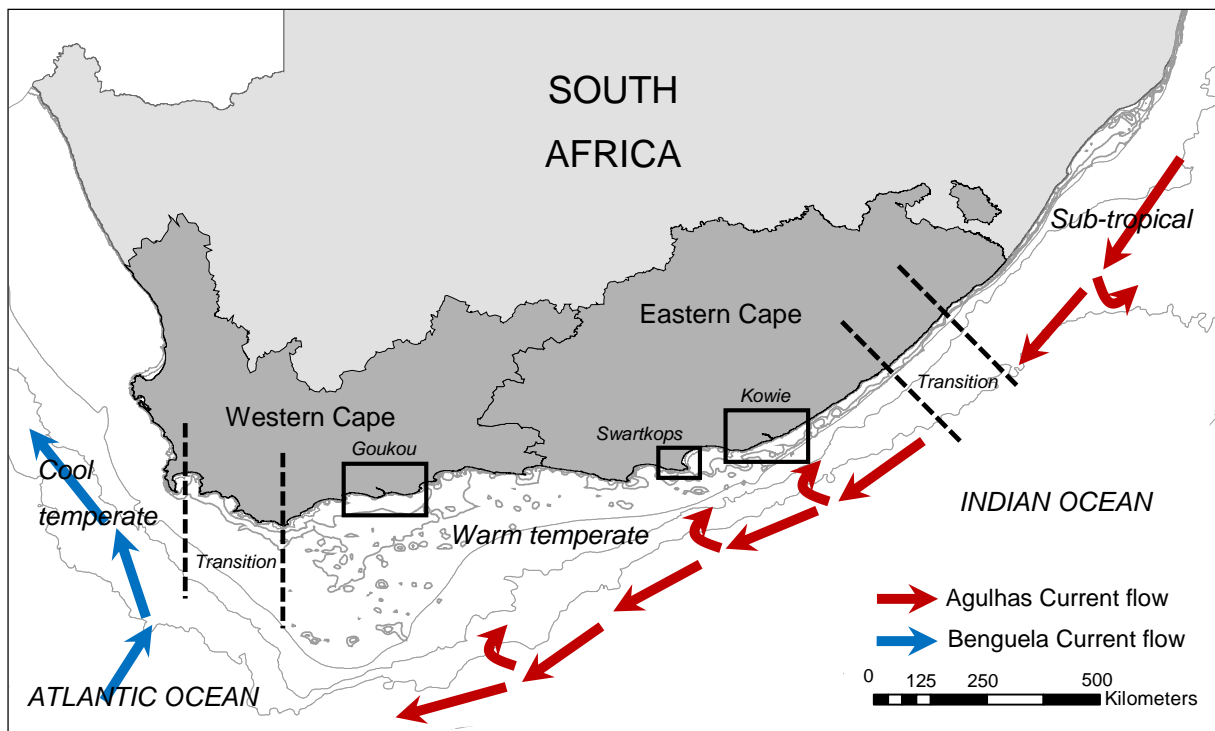 SOUTH
AFRICA
Sub-tropical
Eastern Cape
Transition
Kowie
Western Cape
Swartkops
Goukou
Cool
temperate
Warm temperate
INDIAN OCEAN
Transition
Agulhas Current flow
Benguela Current flow
ATLANTIC OCEAN
0 125 250 500
Kilometers